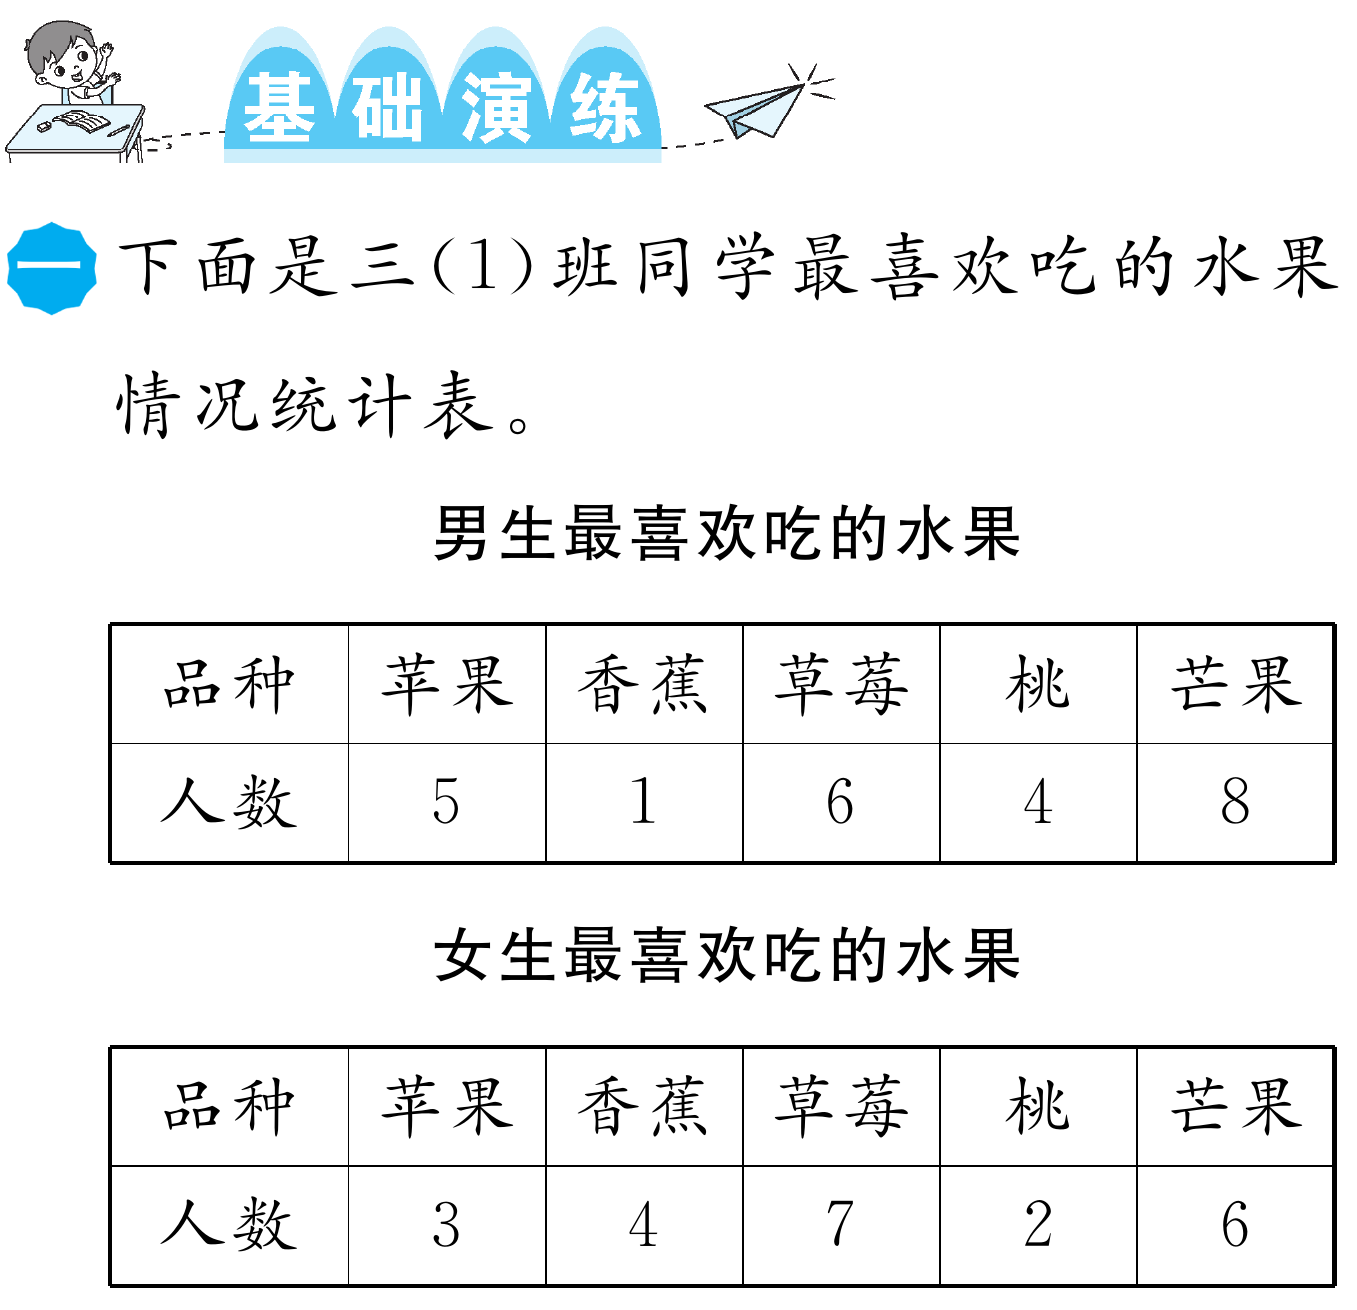 基础演练
一 下面是三(1)班同学最喜欢吃的水果
情况统计表。
男生最喜欢吃的水果
品种 苹果 香蕉 草莓 桃 芒果
人数 5 1 6 4 8
女生最喜欢吃的水果
品种 苹果 香蕉 草莓 桃 芒果
人数 3 4 7 2 6